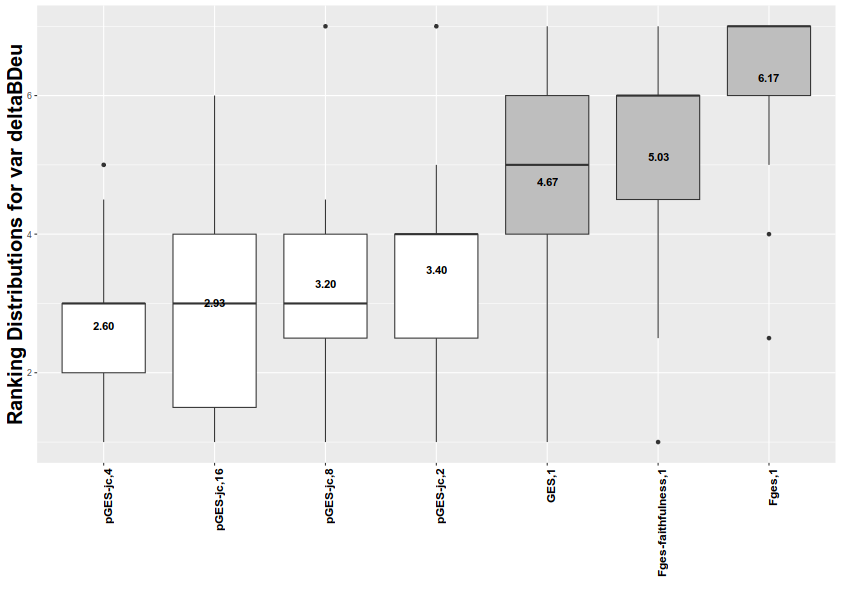 Ranking Distributions for var deltaBDeu
6
4
2
2.60
2.93
3.20
3.40
4.67
5.03
6.17
pGES-jc,4
pGES-jc,16
pGES-jc,8
pGES-jc,2
GES,1
Fges-faithfulness,1
Fges,1